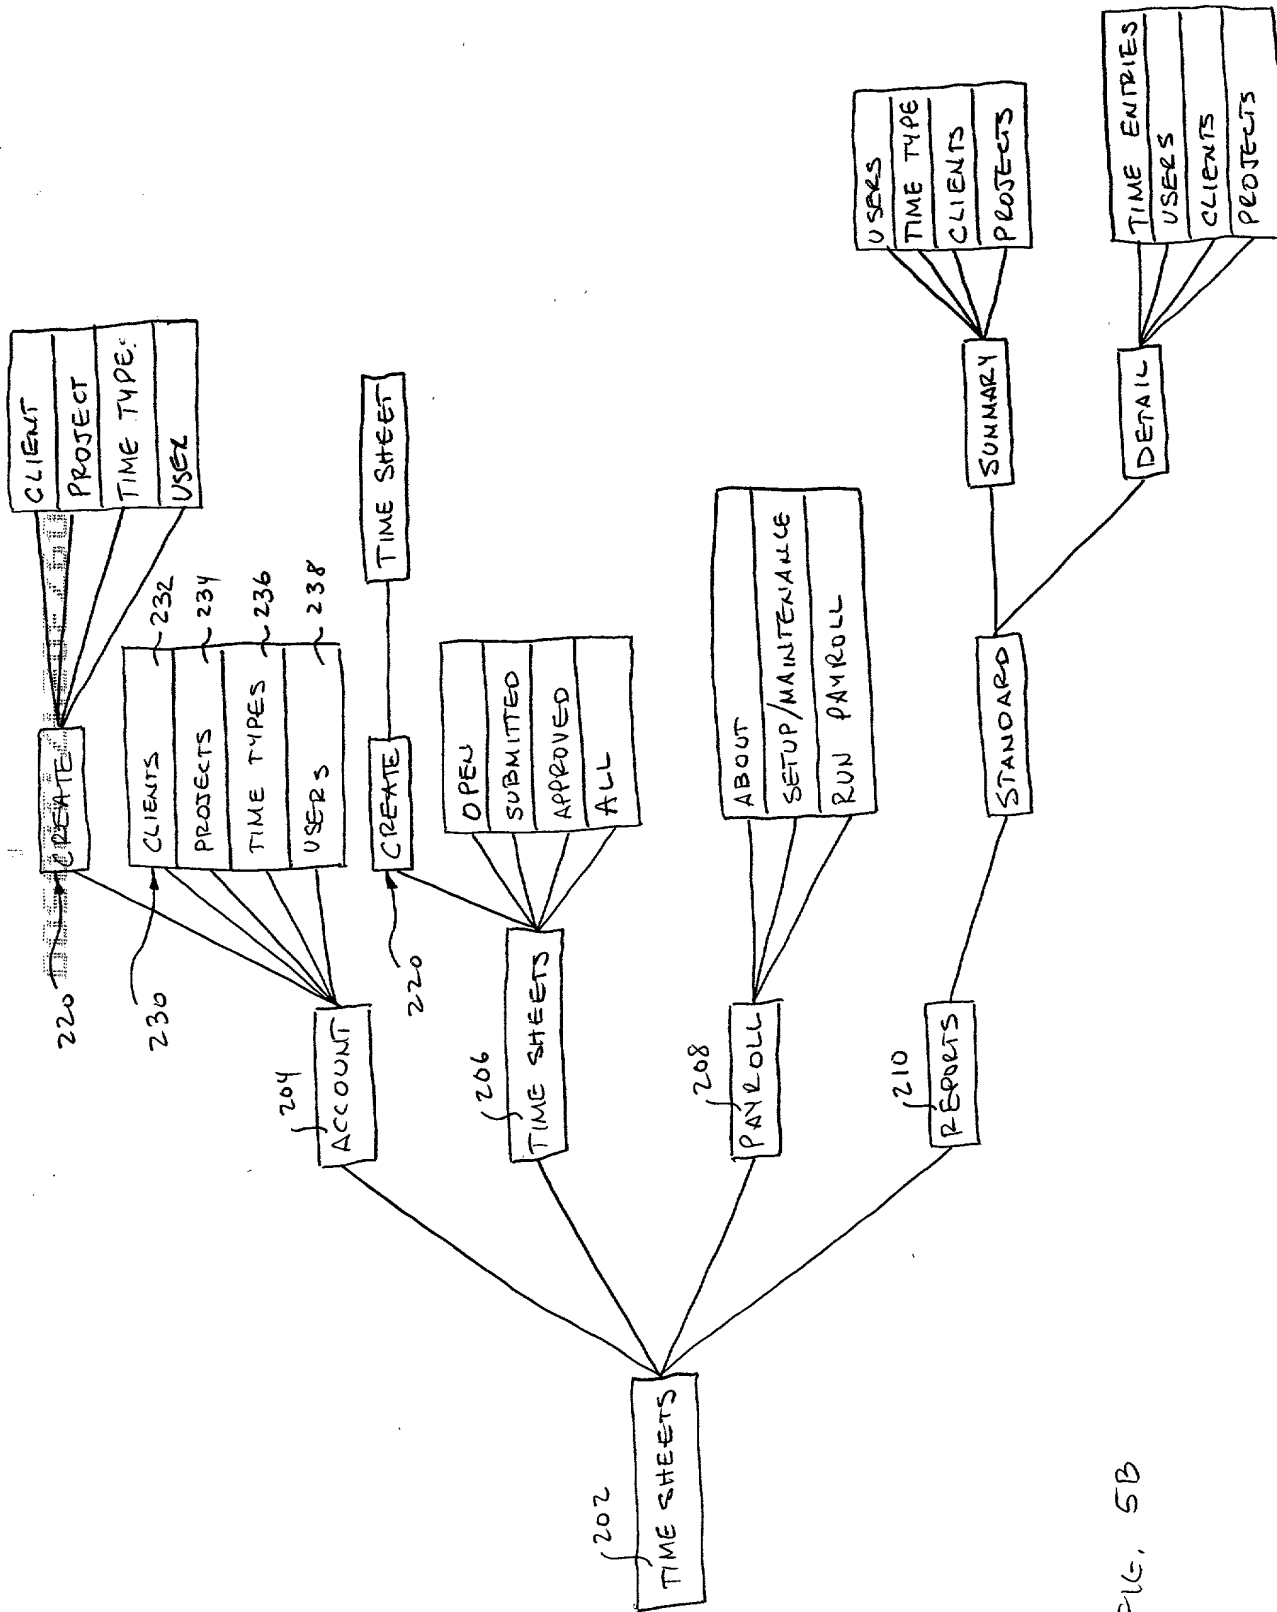 220
CREATE
CLIENT
PROJECT
TIME TYPE
USER
230
CLIENTS
232
PROJECTS
234
TIME TYPES
236
USERS
238
204
ACCOUNT
220
CREATE
TIME SHEET
206
TIME SHEETS
OPEN
SUBMITTED
APPROVED
ALL
202
TIME SHEETS
208
PAYROLL
ABOUT
SETUP/MAINTENANCE
RUN PAYROLL
210
REPORTS
STANDARD
SUMMARY
USERS
TIME TYPE
CLIENTS
PROJECTS
DETAIL
TIME ENTRIES
USERS
CLIENTS
PROJECTS
FIG. 5B